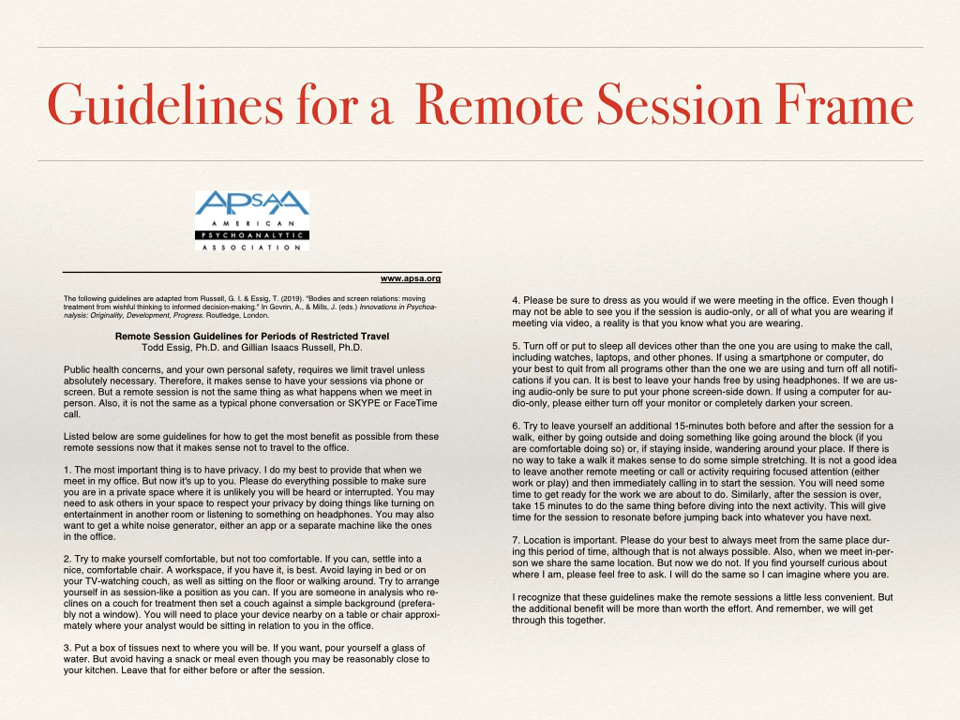 Guidelines for a Remote Session Frame
APsaA
AMERICAN
PSYCHOANALYTIC
ASSOCIATION
www.apsa.org
The following guidelines are adapted from Russell, G. I. & Essig, T. (2019). "Bodies and screen relations: moving
treatment from wishful thinking to informed decision-making." In Govrin, A., & Mills, J. (eds.) Innovations in Psychoa-
nalysis: Originality, Development, Progress. Routledge, London.
Remote Session Guidelines for Periods of Restricted Travel
Todd Essig, Ph.D. and Gillian Isaacs Russell, Ph.D.
Public health concerns, and your own personal safety, requires we limit travel unless
absolutely necessary. Therefore, it makes sense to have your sessions via phone or
screen. But a remote session is not the same thing as what happens when we meet in
person. Also, it is not the same as a typical phone conversation or SKYPE or FaceTime
call.
Listed below are some guidelines for how to get the most benefit as possible from these
remote sessions now that it makes sense not to travel to the office.
1. The most important thing is to have privacy. I do my best to provide that when we
meet in my office. But now it's up to you. Please do everything possible to make sure
you are in a private space where it is unlikely you will be heard or interrupted. You may
need to ask others in your space to respect your privacy by doing things like turning on
entertainment in another room or listening to something on headphones. You may also
want to get a white noise generator, either an app or a separate machine like the ones
in the office.
2. Try to make yourself comfortable, but not too comfortable. If you can, settle into a
nice, comfortable chair. A workspace, if you have it, is best. Avoid laying in bed or on
your TV-watching couch, as well as sitting on the floor or walking around. Try to arrange
yourself in as session-like a position as you can. If you are someone in analysis who re-
clines on a couch for treatment then set a couch against a simple background (prefera-
bly not a window). You will need to place your device nearby on a table or chair approxi-
mately where your analyst would be sitting in relation to you in the office.
3. Put a box of tissues next to where you will be. If you want, pour yourself a glass of
water. But avoid having a snack or meal even though you may be reasonably close to
your kitchen. Leave that for either before or after the session.
4. Please be sure to dress as you would if we were meeting in the office. Even though I
may not be able to see you if the session is audio-only, or all of what you are wearing if
meeting via video, a reality is that you know what you are wearing.
5. Turn off or put to sleep all devices other than the one you are using to make the call,
including watches, laptops, and other phones. If using a smartphone or computer, do
your best to quit from all programs other than the one we are using and turn off all notifi-
cations if you can. It is best to leave your hands free by using headphones. If we are us-
ing audio-only be sure to put your phone screen-side down. If using a computer for au-
dio-only, please either turn off your monitor or completely darken your screen.
6. Try to leave yourself an additional 15-minutes both before and after the session for a
walk, either by going outside and doing something like going around the block (if you
are comfortable doing so) or, if staying inside, wandering around your place. If there is
no way to take a walk it makes sense to do some simple stretching. It is not a good idea
to leave another remote meeting or call or activity requiring focused attention (either
work or play) and then immediately calling in to start the session. You will need some
time to get ready for the work we are about to do. Similarly, after the session is over,
take 15 minutes to do the same thing before diving into the next activity. This will give
time for the session to resonate before jumping back into whatever you have next.
7. Location is important. Please do your best to always meet from the same place dur-
ing this period of time, although that is not always possible. Also, when we meet in-per-
son we share the same location. But now we do not. If you find yourself curious about
where I am, please feel free to ask. I will do the same so I can imagine where you are.
I recognize that these guidelines make the remote sessions a little less convenient. But
the additional benefit will be more than worth the effort. And remember, we will get
through this together.